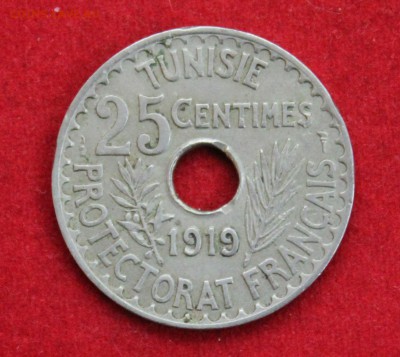 TUNISIE
25 CENTIMES
1919
PROTECTORAT FRANÇAIS